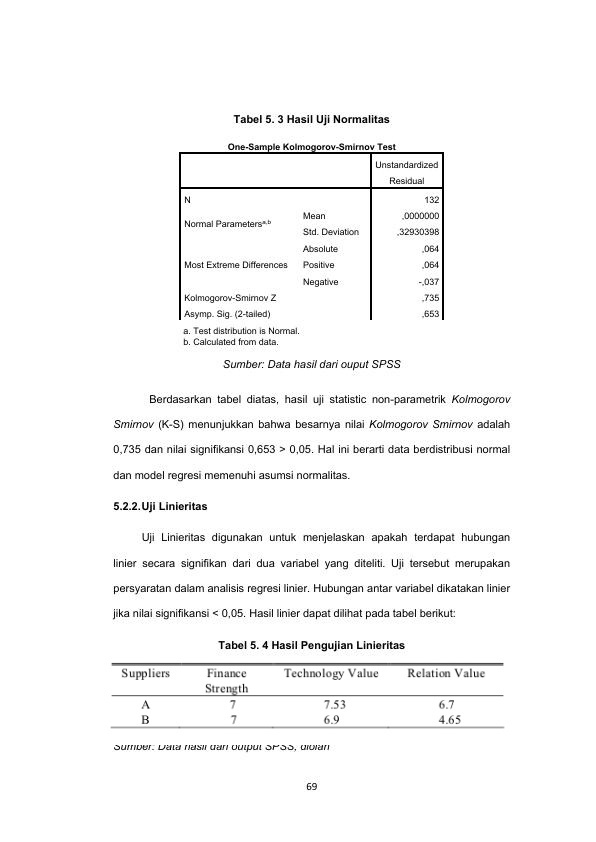 Tabel 5. 3 Hasil Uji Normalitas
One-Sample Kolmogorov-Smirnov Test
Unstandardized
Residual
N 132
Normal Parametersa,b Mean ,0000000
Std. Deviation ,32930398
Most Extreme Differences Absolute ,064
Positive ,064
Negative -,037
Kolmogorov-Smirnov Z ,735
Asymp. Sig. (2-tailed) ,653
a. Test distribution is Normal.
b. Calculated from data.
Sumber: Data hasil dari ouput SPSS
Berdasarkan tabel diatas, hasil uji statistic non-parametrik Kolmogorov
Smirnov (K-S) menunjukkan bahwa besarnya nilai Kolmogorov Smirnov adalah
0,735 dan nilai signifikansi 0,653 > 0,05. Hal ini berarti data berdistribusi normal
dan model regresi memenuhi asumsi normalitas.
5.2.2. Uji Linieritas
Uji Linieritas digunakan untuk menjelaskan apakah terdapat hubungan
linier secara signifikan dari dua variabel yang diteliti. Uji tersebut merupakan
persyaratan dalam analisis regresi linier. Hubungan antar variabel dikatakan linier
jika nilai signifikansi < 0,05. Hasil linier dapat dilihat pada tabel berikut:
Tabel 5. 4 Hasil Pengujian Linieritas
Suppliers Finance Technology Value Relation Value
Strength
A 7 7.53 6.7
B 7 6.9 4.65
Sumber: Data hasil dari output SPSS, diolah
69